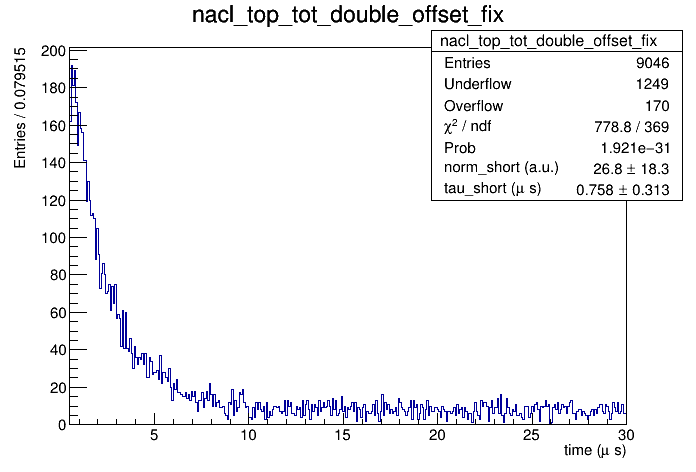 nacl_top_tot_double_offset_fix
nacl_top_tot_double_offset_fix
Entries 9046
Underflow 1249
Overflow 170
χ² / ndf 778.8 / 369
Prob 1.921e−31
norm_short (a.u.) 26.8 ± 18.3
tau_short (μ s) 0.758 ± 0.313
Entries / 0.079515
200
180
160
140
120
100
80
60
40
20
0
5 10 15 20 25 30
time (μ s)